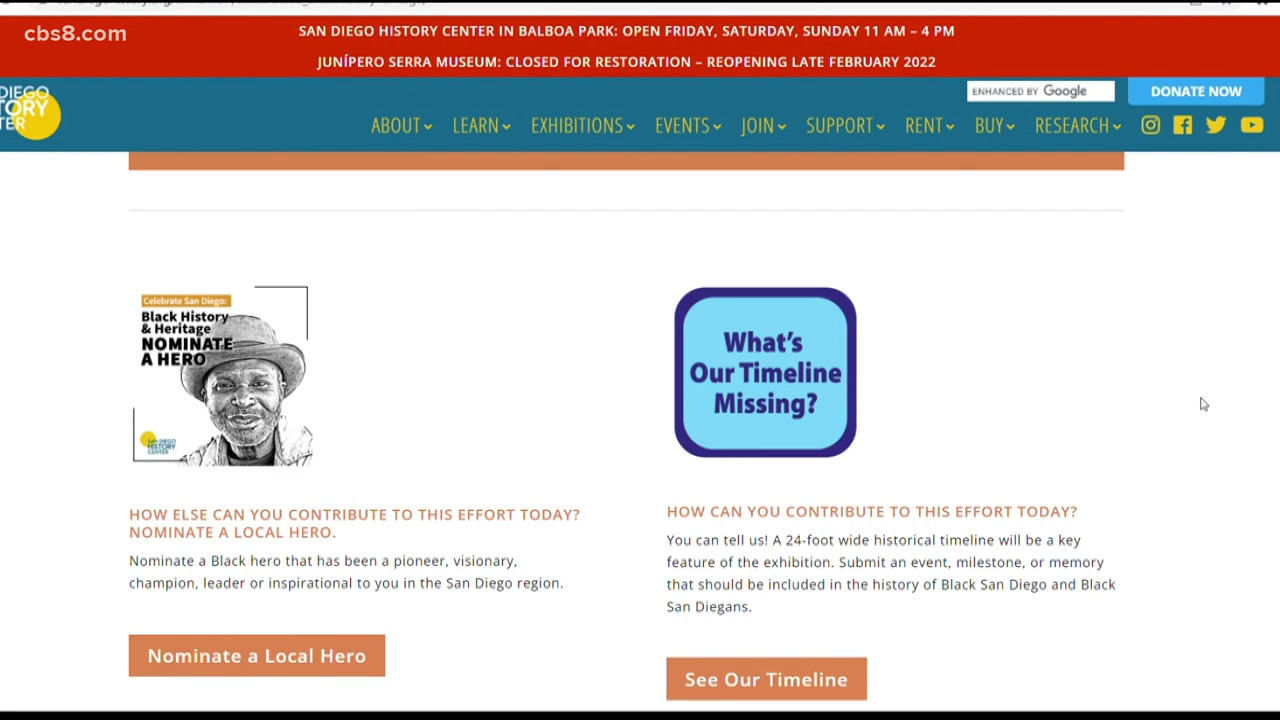 cbs8.com
SAN DIEGO HISTORY CENTER IN BALBOA PARK: OPEN FRIDAY, SATURDAY, SUNDAY 11 AM – 4 PM
JUNÍPERO SERRA MUSEUM: CLOSED FOR RESTORATION – REOPENING LATE FEBRUARY 2022
DIEGO
TORY
TER
ENHANCED BY Google
DONATE NOW
ABOUT LEARN EXHIBITIONS EVENTS JOIN SUPPORT RENT BUY RESEARCH
Celebrate San Diego:
Black History
& Heritage
NOMINATE
A HERO
SAN DIEGO
HISTORY
CENTER
What's
Our Timeline
Missing?
HOW ELSE CAN YOU CONTRIBUTE TO THIS EFFORT TODAY?
NOMINATE A LOCAL HERO.
Nominate a Black hero that has been a pioneer, visionary,
champion, leader or inspirational to you in the San Diego region.
Nominate a Local Hero
HOW CAN YOU CONTRIBUTE TO THIS EFFORT TODAY?
You can tell us! A 24-foot wide historical timeline will be a key
feature of the exhibition. Submit an event, milestone, or memory
that should be included in the history of Black San Diego and Black
San Diegans.
See Our Timeline